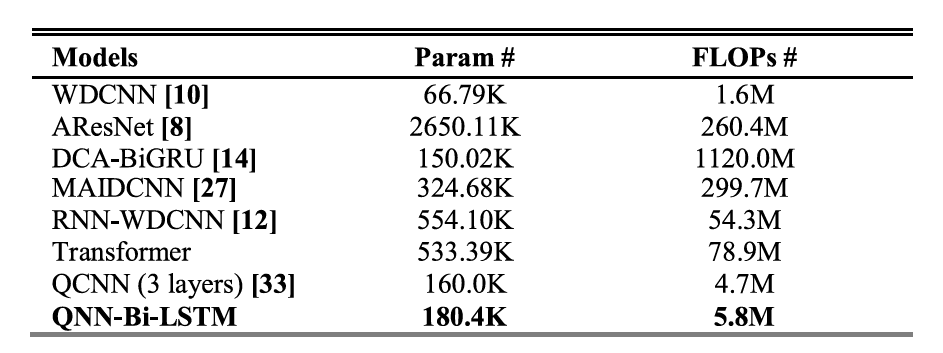 Models Param # FLOPs #
WDCNN [10] 66.79K 1.6M
AResNet [8] 2650.11K 260.4M
DCA-BiGRU [14] 150.02K 1120.0M
MAIDCNN [27] 324.68K 299.7M
RNN-WDCNN [12] 554.10K 54.3M
Transformer 533.39K 78.9M
QCNN (3 layers) [33] 160.0K 4.7M
QNN-Bi-LSTM 180.4K 5.8M